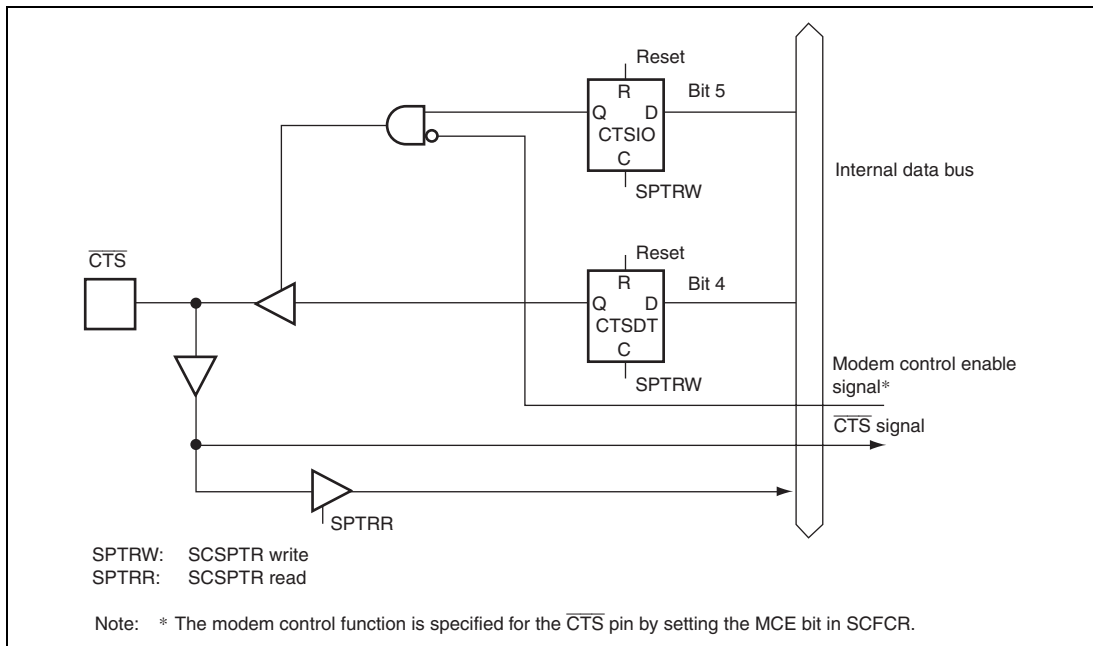 Reset
R
Bit 5
Q
D
CTSIO
C
SPTRW
Internal data bus
Reset
R
Bit 4
Q
D
CTSDT
C
SPTRW
CTS
Modem control enable
signal*
CTS signal
SPTRR
SPTRW: SCSPTR write
SPTRR: SCSPTR read
Note: * The modem control function is specified for the CTS pin by setting the MCE bit in SCFCR.